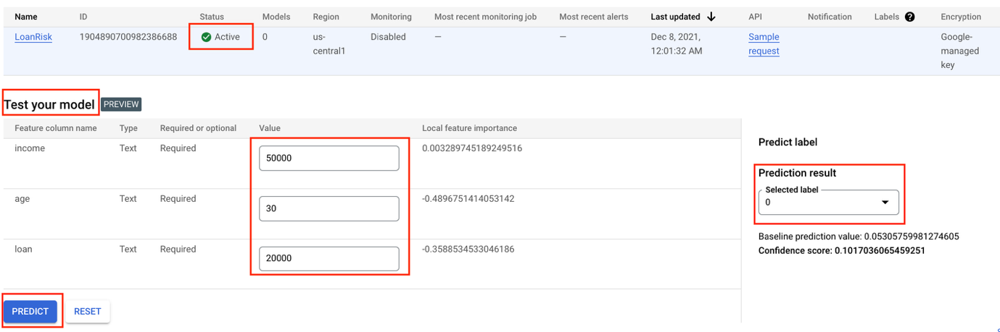 Name ID Status Models Region Monitoring Most recent monitoring job Most recent alerts Last updated API Notification Labels Encryption
LoanRisk 1904890700982386688 Active 0 us- Disabled — — Dec 8, 2021, Sample Google-
central1 12:01:32 AM request managed
key
Test your model PREVIEW
Feature column name Type Required or optional Value Local feature importance
income Text Required 50000 0.003289745189249516
age Text Required 30 -0.4896751414053142
loan Text Required 20000 -0.3588534533046186
PREDICT RESET
Predict label
Prediction result
Selected label
0
Baseline prediction value: 0.05305759981274605
Confidence score: 0.1017036065459251